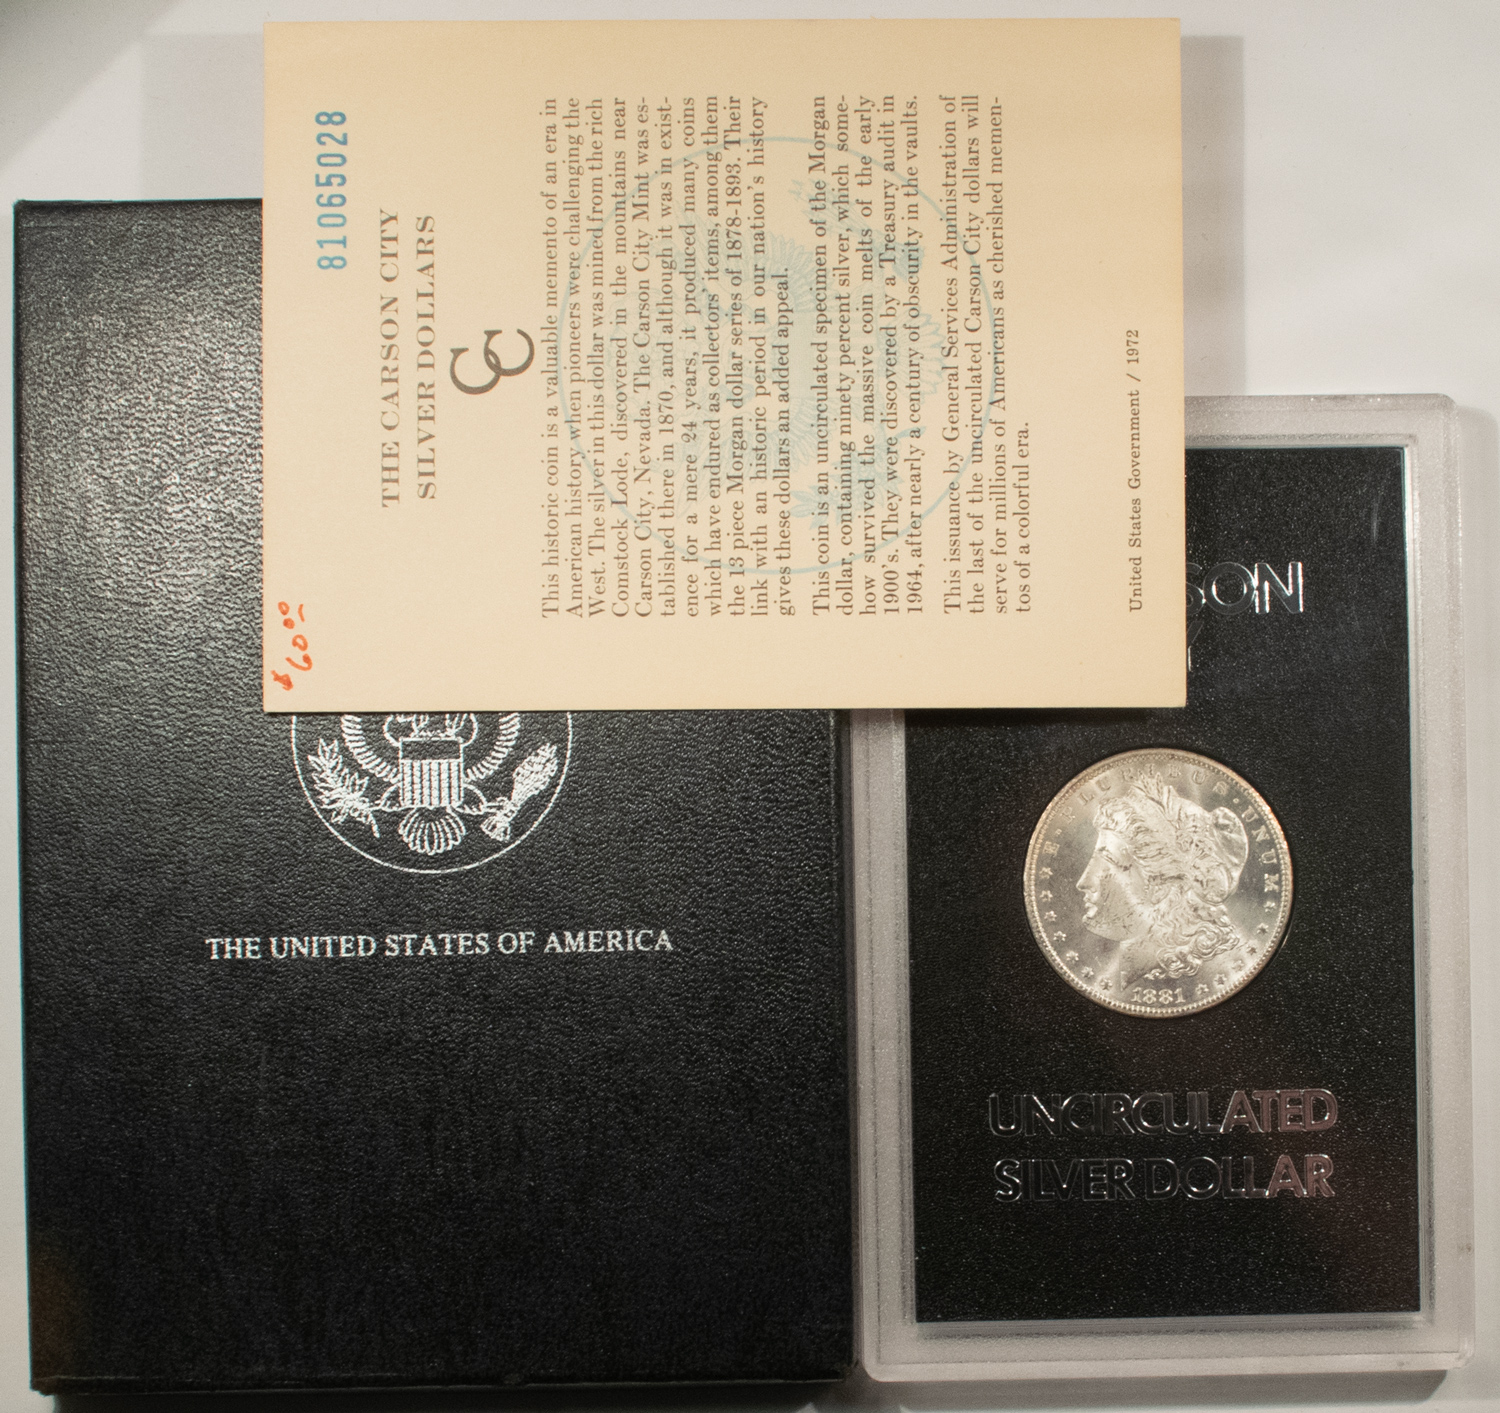 81065028
THE CARSON CITY
SILVER DOLLARS
CC
This historic coin is a valuable memento of an era in
American history when pioneers were challenging the
West. The silver in this dollar was mined from the rich
Comstock Lode, discovered in the mountains near
Carson City, Nevada. The Carson City Mint was es-
tablished there in 1870, and although it was in exist-
ence for a mere 24 years, it produced many coins
which have endured as collectors' items, among them
the 13 piece Morgan dollar series of 1878-1893. Their
link with an historic period in our nation's history
gives these dollars an added appeal.
This coin is an uncirculated specimen of the Morgan
dollar, containing ninety percent silver, which some-
how survived the massive coin melts of the early
1900's. They were discovered by a Treasury audit in
1964, after nearly a century of obscurity in the vaults.
This issuance by General Services Administration of
the last of the uncirculated Carson City dollars will
serve for millions of Americans as cherished memen-
tos of a colorful era.
United States Government / 1972
$60.00
THE UNITED STATES OF AMERICA
SON
E·PLURIBUS·UNUM
1881
UNCIRCULATED
SILVER DOLLAR